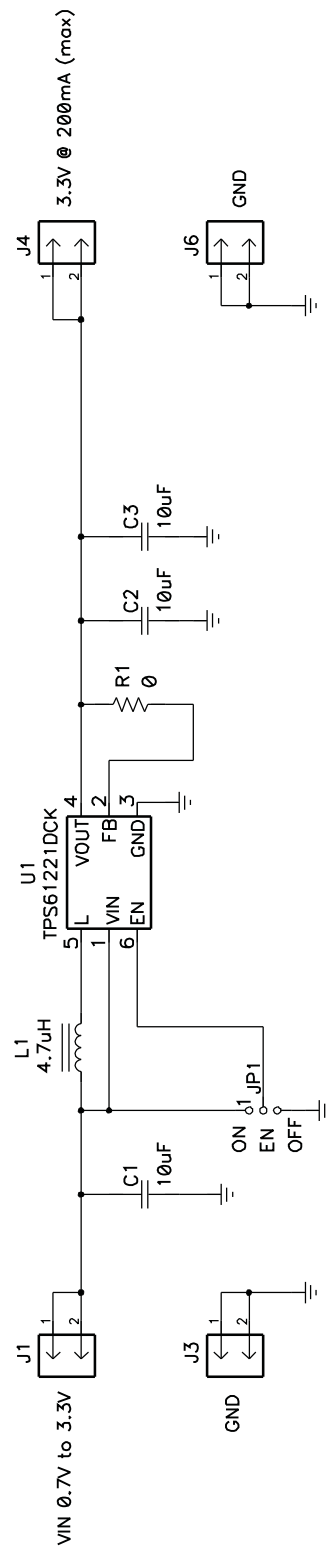 VIN 0.7V to 3.3V
J1
1
2
GND
J3
1
2
C1
10uF
L1
4.7uH
ON
EN
OFF
1
JP1
U1
TPS61221DCK
5
L
1
VIN
6
EN
VOUT
4
FB
2
GND
3
R1
0
C2
10uF
C3
10uF
J4
1
2
3.3V @ 200mA (max)
J6
1
2
GND